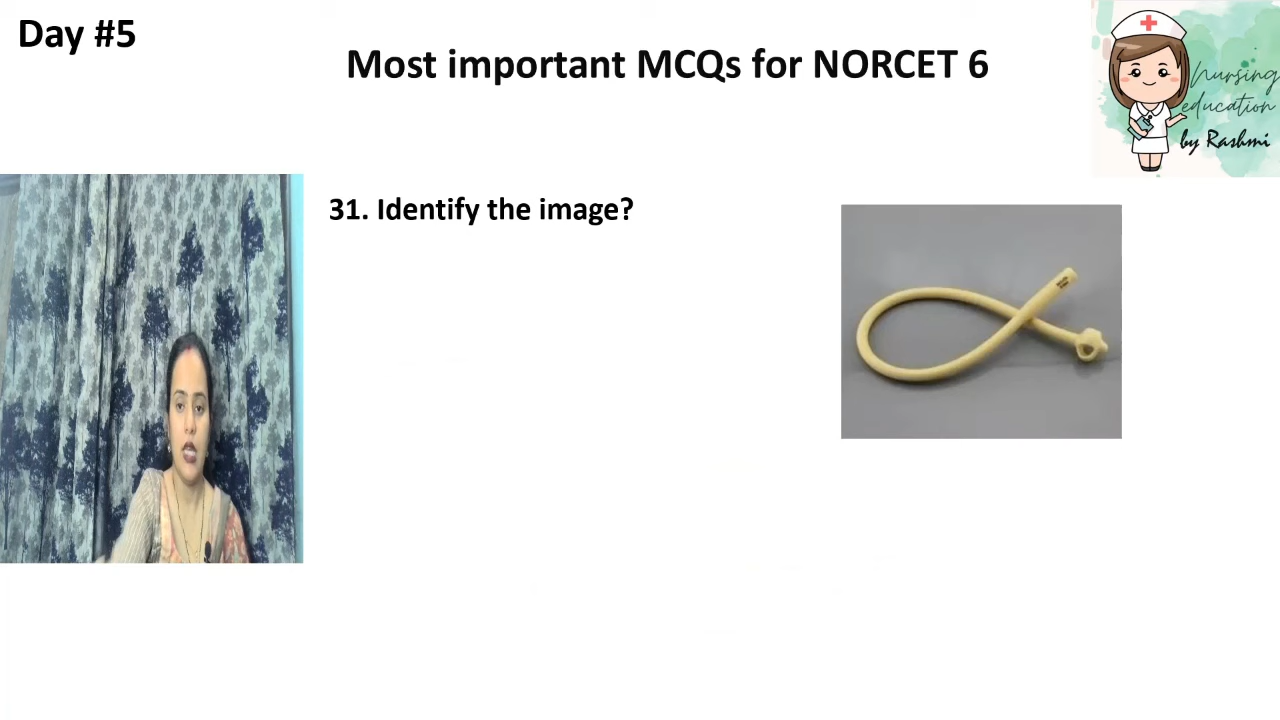 Day #5
Most important MCQs for NORCET 6
Nursing
education
by Rashmi
31. Identify the image?